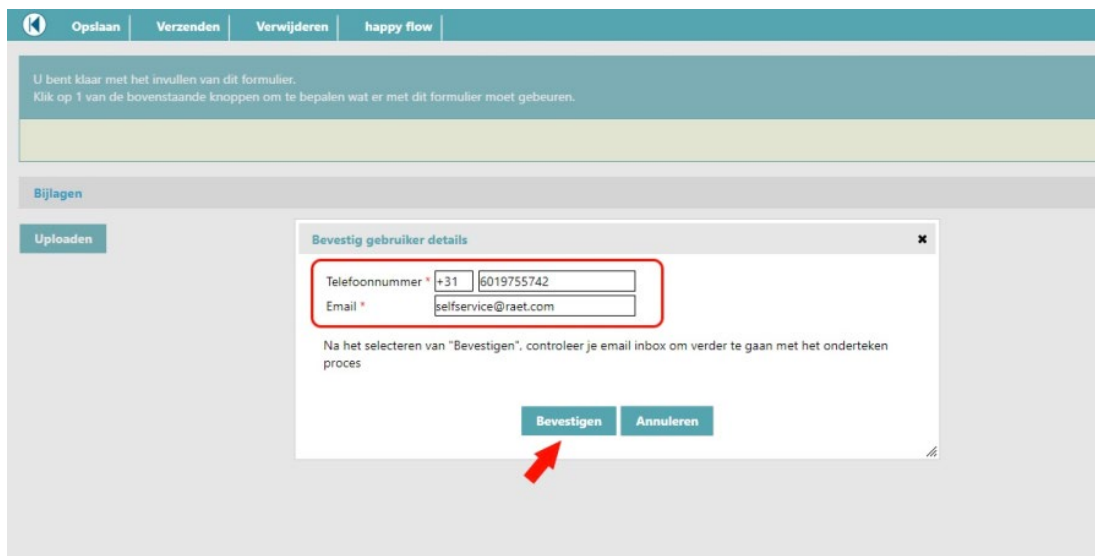 Opslaan Verzenden Verwijderen happy flow
U bent klaar met het invullen van dit formulier.
Klik op 1 van de bovenstaande knoppen om te bepalen wat er met dit formulier moet gebeuren.
Bijlagen
Uploaden
Bevestig gebruiker details
Telefoonnummer * +31 6019755742
Email * selfservice@raet.com
Na het selecteren van "Bevestigen", controleer je email inbox om verder te gaan met het onderteken
proces
Bevestigen Annuleren